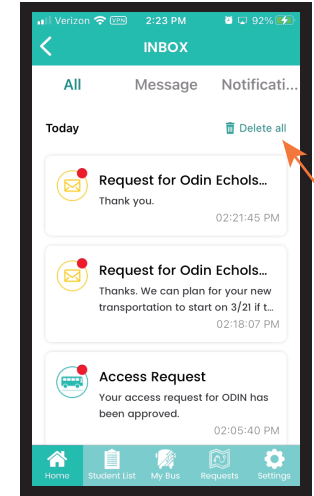 Verizon VPN 2:23 PM 92%
INBOX
All Message Notificati...
Today Delete all
Request for Odin Echols...
Thank you.
02:21:45 PM
Request for Odin Echols...
Thanks. We can plan for your new
transportation to start on 3/21 if t...
02:18:07 PM
Access Request
Your access request for ODIN has
been approved.
02:05:40 PM
Home Student List My Bus Requests Settings